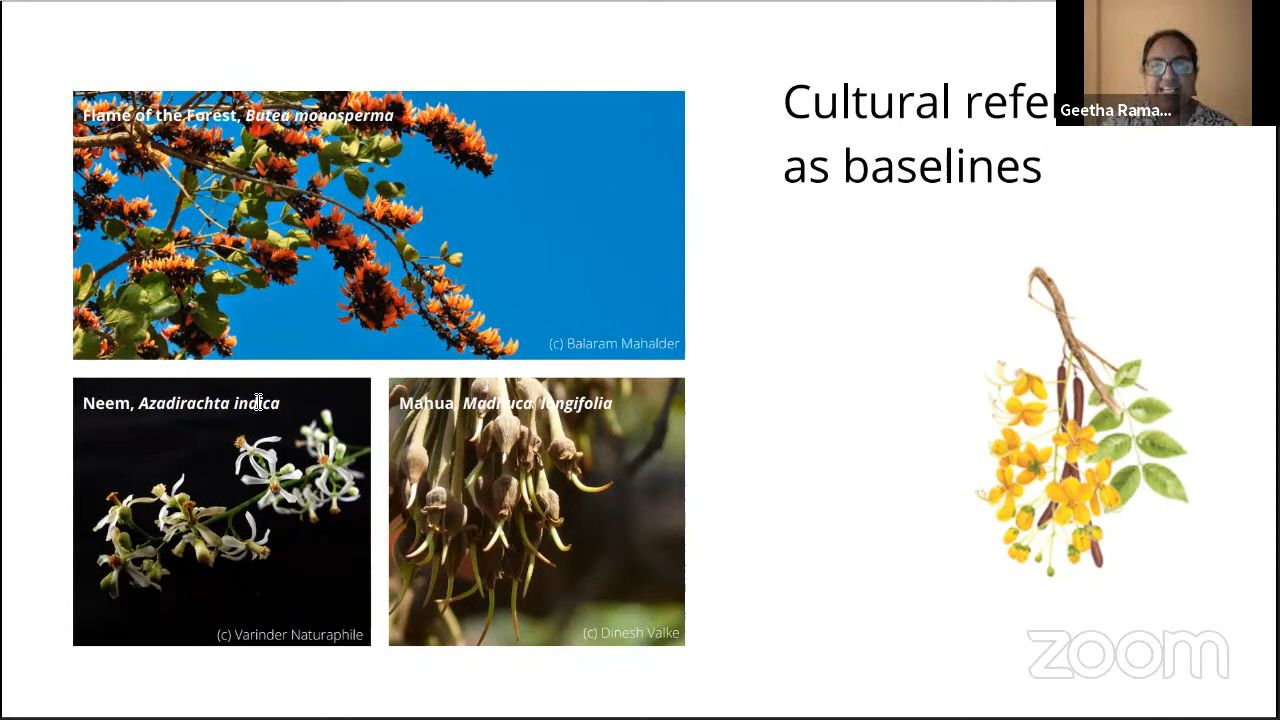 Flame of the Forest, Butea monosperma
(c) Balaram Mahalder
Neem, Azadirachta indica
(c) Varinder Naturaphile
Mahua, Madhuca longifolia
(c) Dinesh Valke
Cultural refe
as baselines
Geetha Rama...
zoom